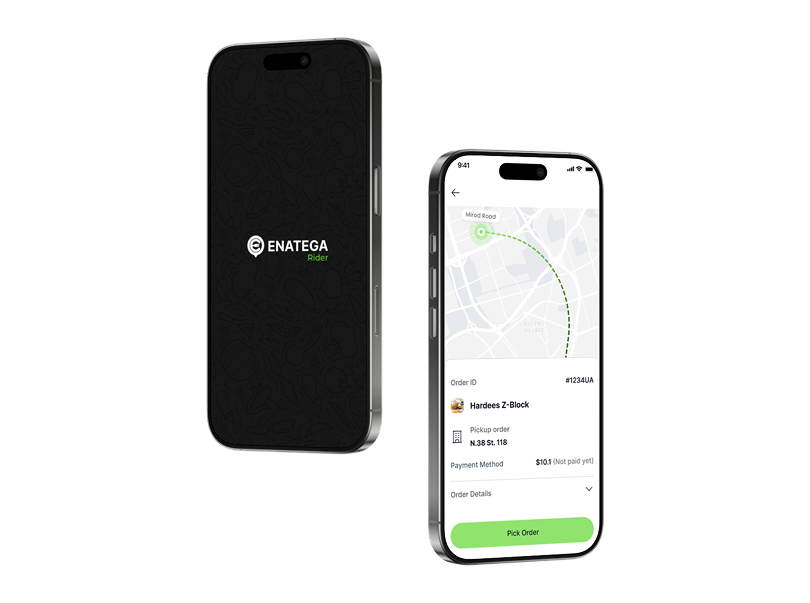 ENATEGA
Rider
9:41
Mirod Road
Order ID #1234UA
Hardees Z-Block
Pickup order
N.38 St. 118
Payment Method $10.1 (Not paid yet)
Order Details
Pick Order